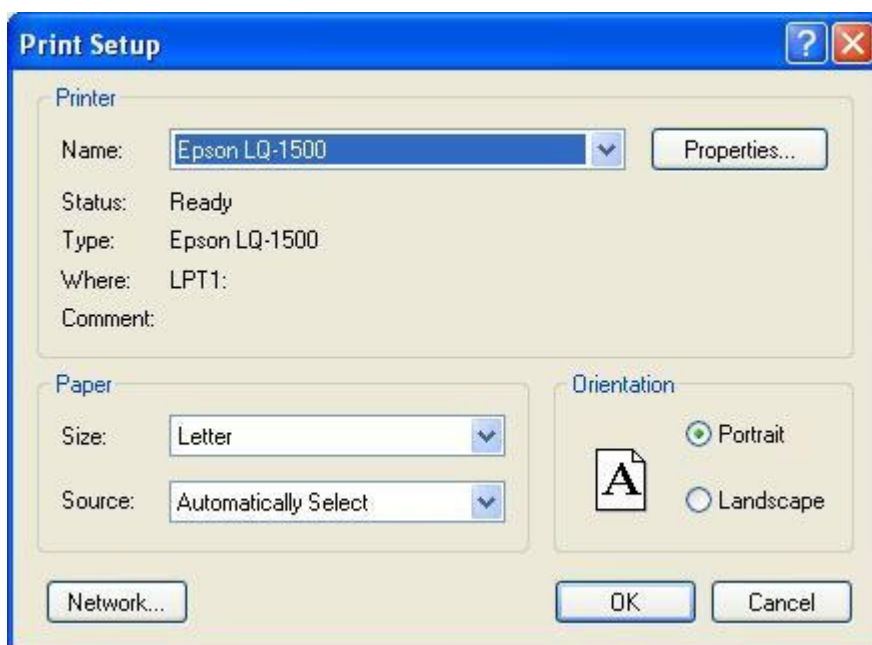 Print Setup
Printer
Name: Epson LQ-1500 Properties...
Status: Ready
Type: Epson LQ-1500
Where: LPT1:
Comment:
Paper
Size: Letter
Source: Automatically Select
Orientation
A
Portrait
Landscape
Network... OK Cancel